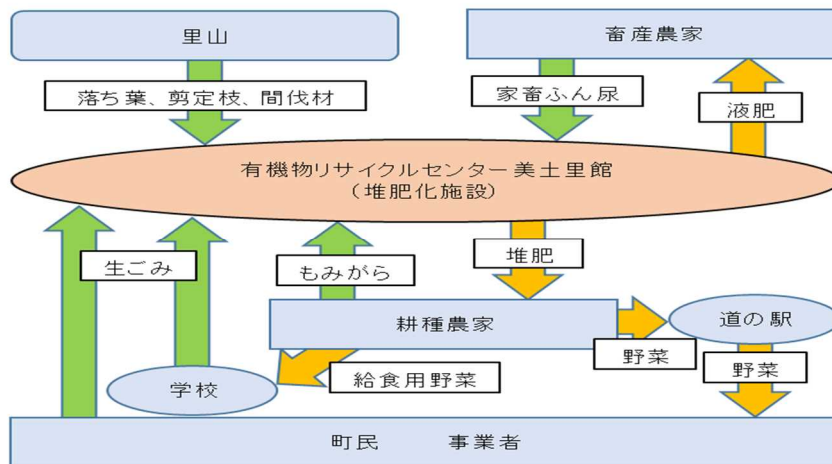 里山
畜産農家
落ち葉、剪定枝、間伐材
家畜ふん尿
液肥
有機物リサイクルセンター美土里館
(堆肥化施設)
生ごみ
もみがら
堆肥
耕種農家
道の駅
野菜
野菜
給食用野菜
学校
町民 事業者